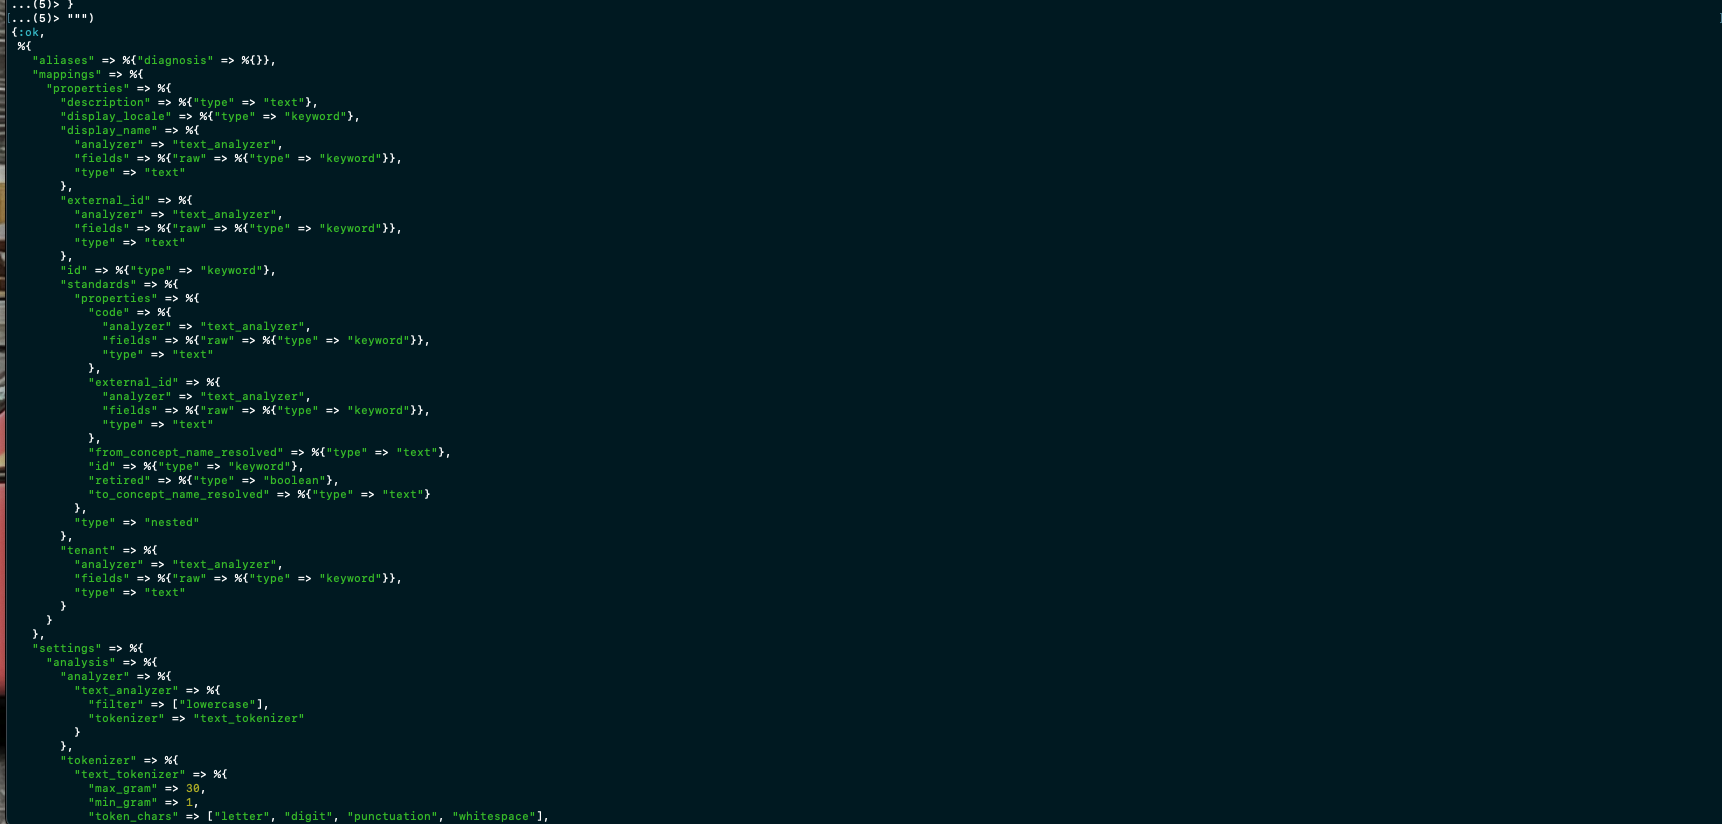 ...(5)> }
[...(5)> """)
{:ok,
 %{
   "aliases" => %{"diagnosis" => %{}},
   "mappings" => %{
     "properties" => %{
       "description" => %{"type" => "text"},
       "display_locale" => %{"type" => "keyword"},
       "display_name" => %{
         "analyzer" => "text_analyzer",
         "fields" => %{"raw" => %{"type" => "keyword"}},
         "type" => "text"
       },
       "external_id" => %{
         "analyzer" => "text_analyzer",
         "fields" => %{"raw" => %{"type" => "keyword"}},
         "type" => "text"
       },
       "id" => %{"type" => "keyword"},
       "standards" => %{
         "properties" => %{
           "code" => %{
             "analyzer" => "text_analyzer",
             "fields" => %{"raw" => %{"type" => "keyword"}},
             "type" => "text"
           },
           "external_id" => %{
             "analyzer" => "text_analyzer",
             "fields" => %{"raw" => %{"type" => "keyword"}},
             "type" => "text"
           },
           "from_concept_name_resolved" => %{"type" => "text"},
           "id" => %{"type" => "keyword"},
           "retired" => %{"type" => "boolean"},
           "to_concept_name_resolved" => %{"type" => "text"}
         },
         "type" => "nested"
       },
       "tenant" => %{
         "analyzer" => "text_analyzer",
         "fields" => %{"raw" => %{"type" => "keyword"}},
         "type" => "text"
       }
     }
   },
   "settings" => %{
     "analysis" => %{
       "analyzer" => %{
         "text_analyzer" => %{
           "filter" => ["lowercase"],
           "tokenizer" => "text_tokenizer"
         }
       },
       "tokenizer" => %{
         "text_tokenizer" => %{
           "max_gram" => 30,
           "min_gram" => 1,
           "token_chars" => ["letter", "digit", "punctuation", "whitespace"],